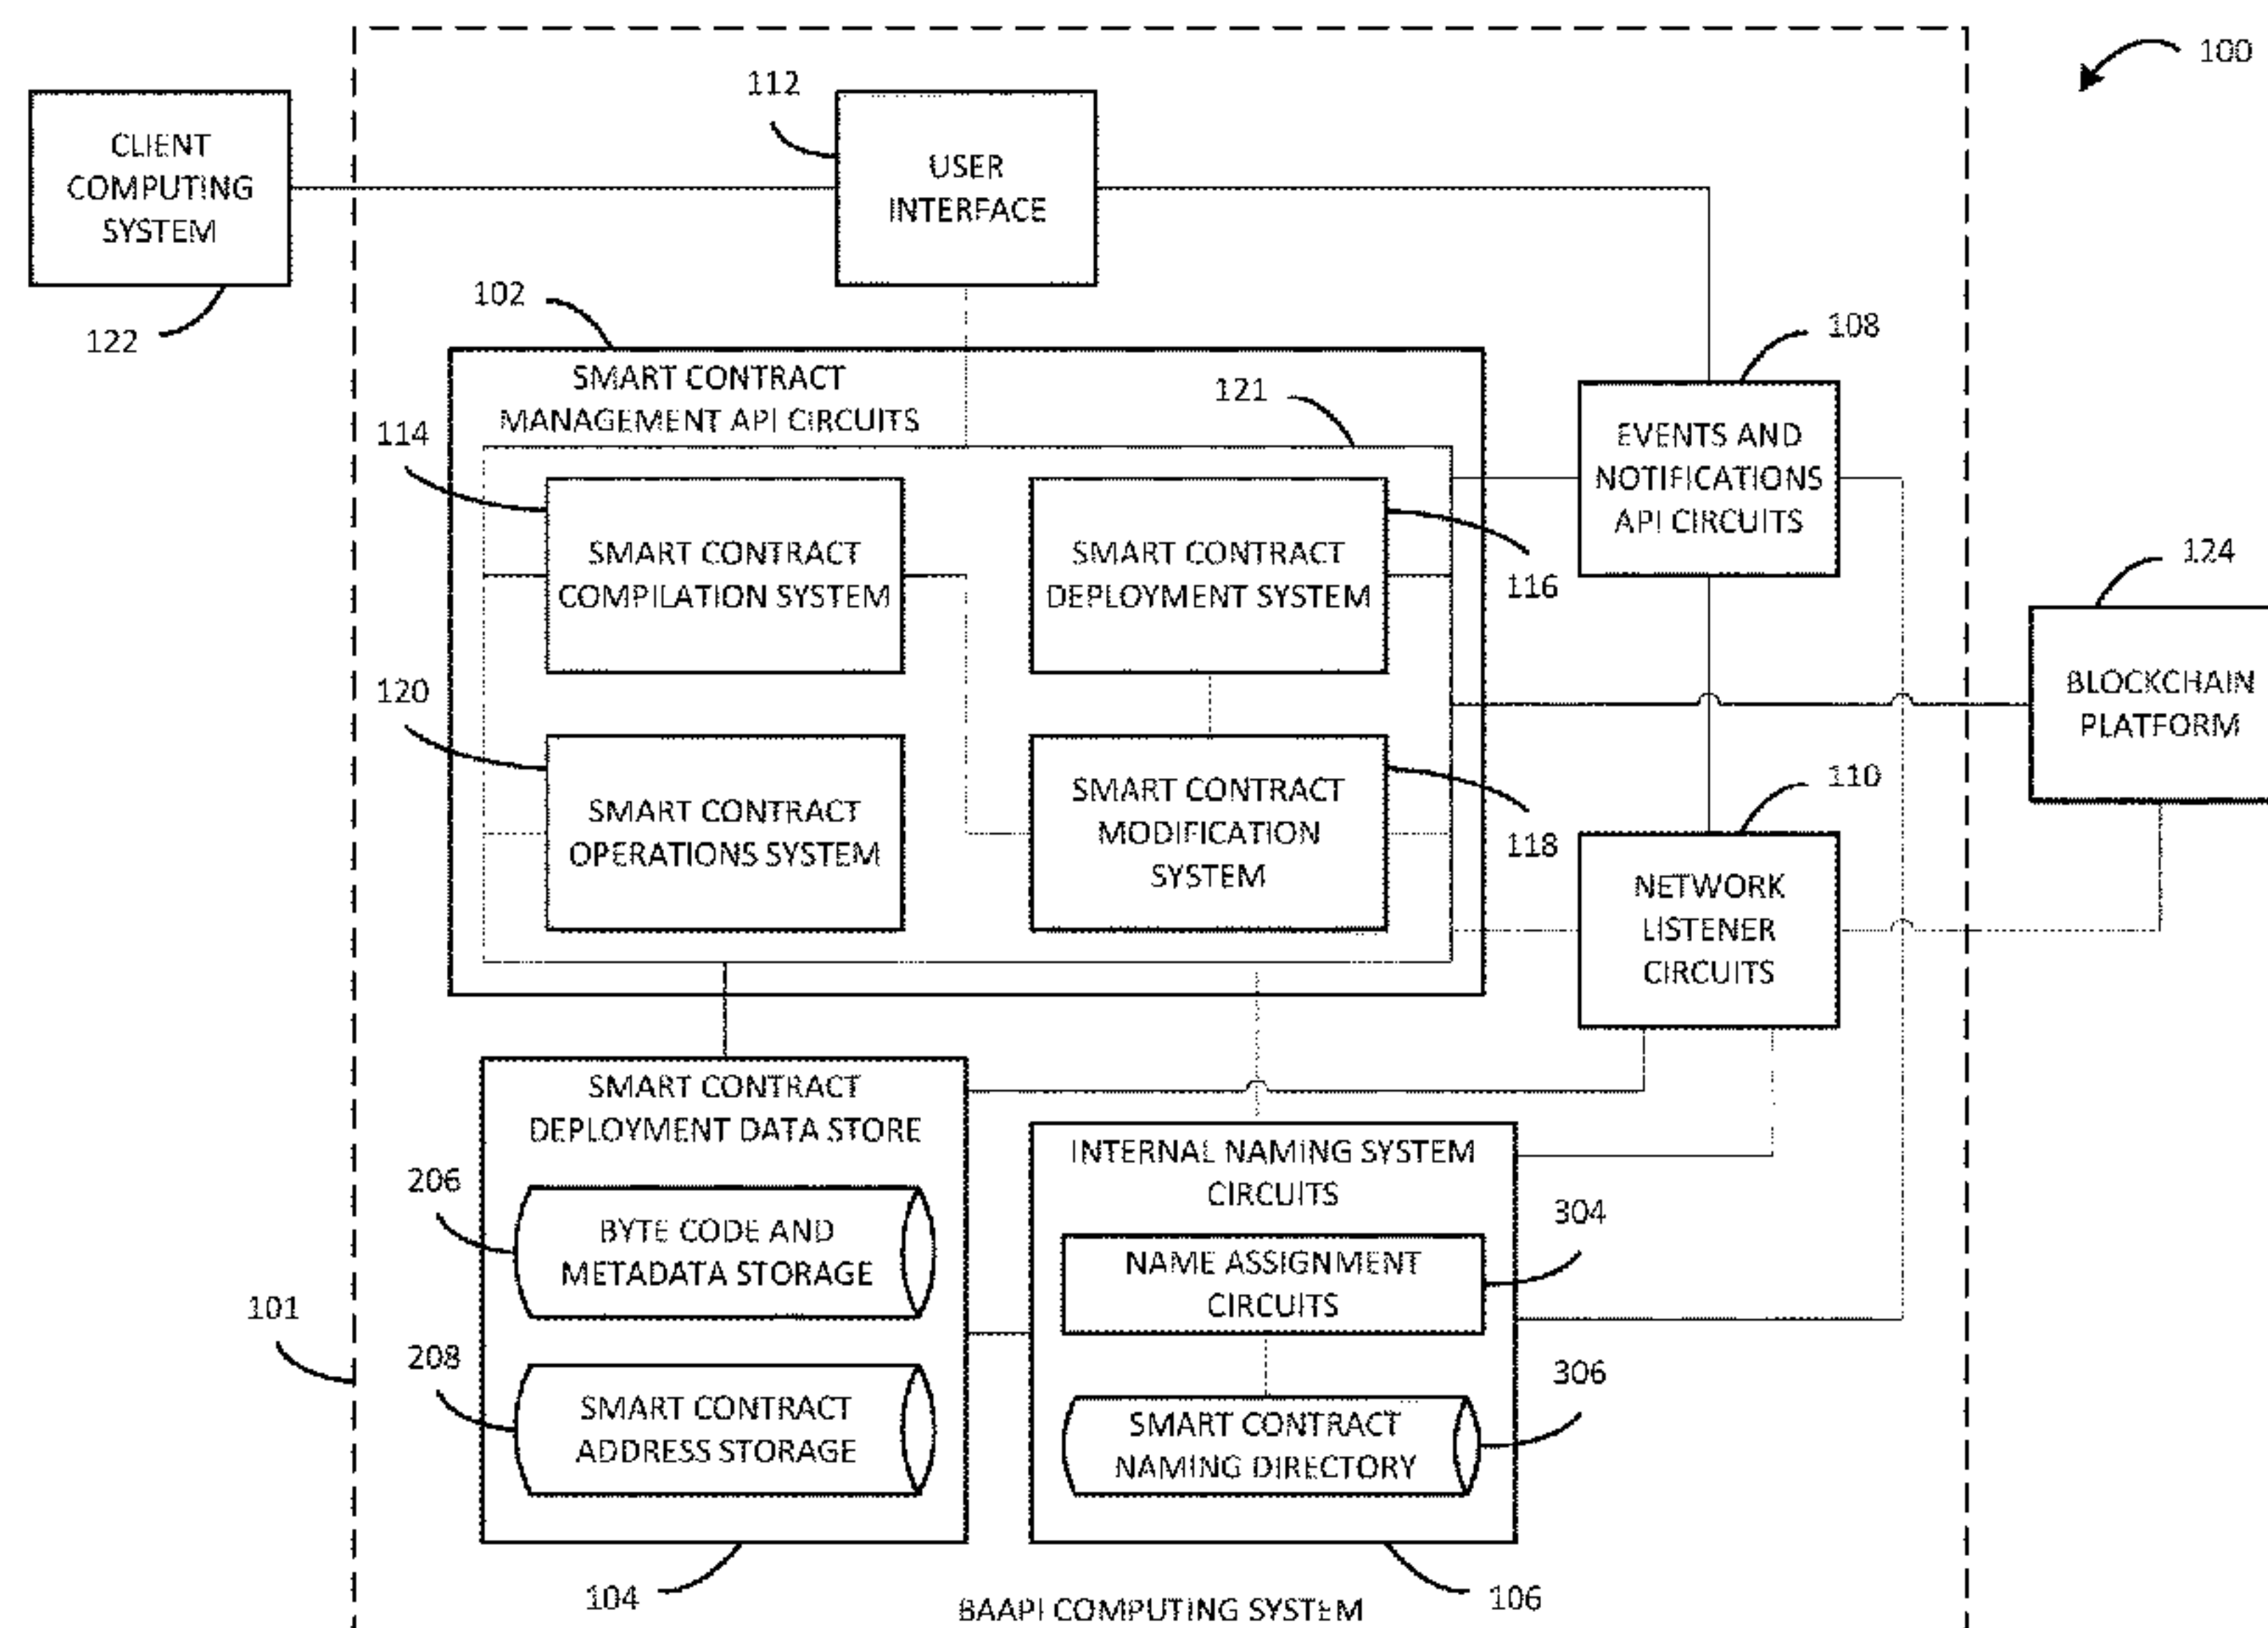 100
112
CLIENT
COMPUTING
SYSTEM
USER
INTERFACE
122
102
108
SMART CONTRACT
MANAGEMENT API CIRCUITS
121
114
EVENTS AND
NOTIFICATIONS
API CIRCUITS
SMART CONTRACT
COMPILATION SYSTEM
SMART CONTRACT
DEPLOYMENT SYSTEM
116
124
BLOCKCHAIN
PLATFORM
120
110
SMART CONTRACT
OPERATIONS SYSTEM
SMART CONTRACT
MODIFICATION
SYSTEM
118
NETWORK
LISTENER
CIRCUITS
SMART CONTRACT
DEPLOYMENT DATA STORE
INTERNAL NAMING SYSTEM
CIRCUITS
206
BYTE CODE AND
METADATA STORAGE
304
NAME ASSIGNMENT
CIRCUITS
101
208
SMART CONTRACT
ADDRESS STORAGE
306
SMART CONTRACT
NAMING DIRECTORY
104
106
BAAPI COMPUTING SYSTEM